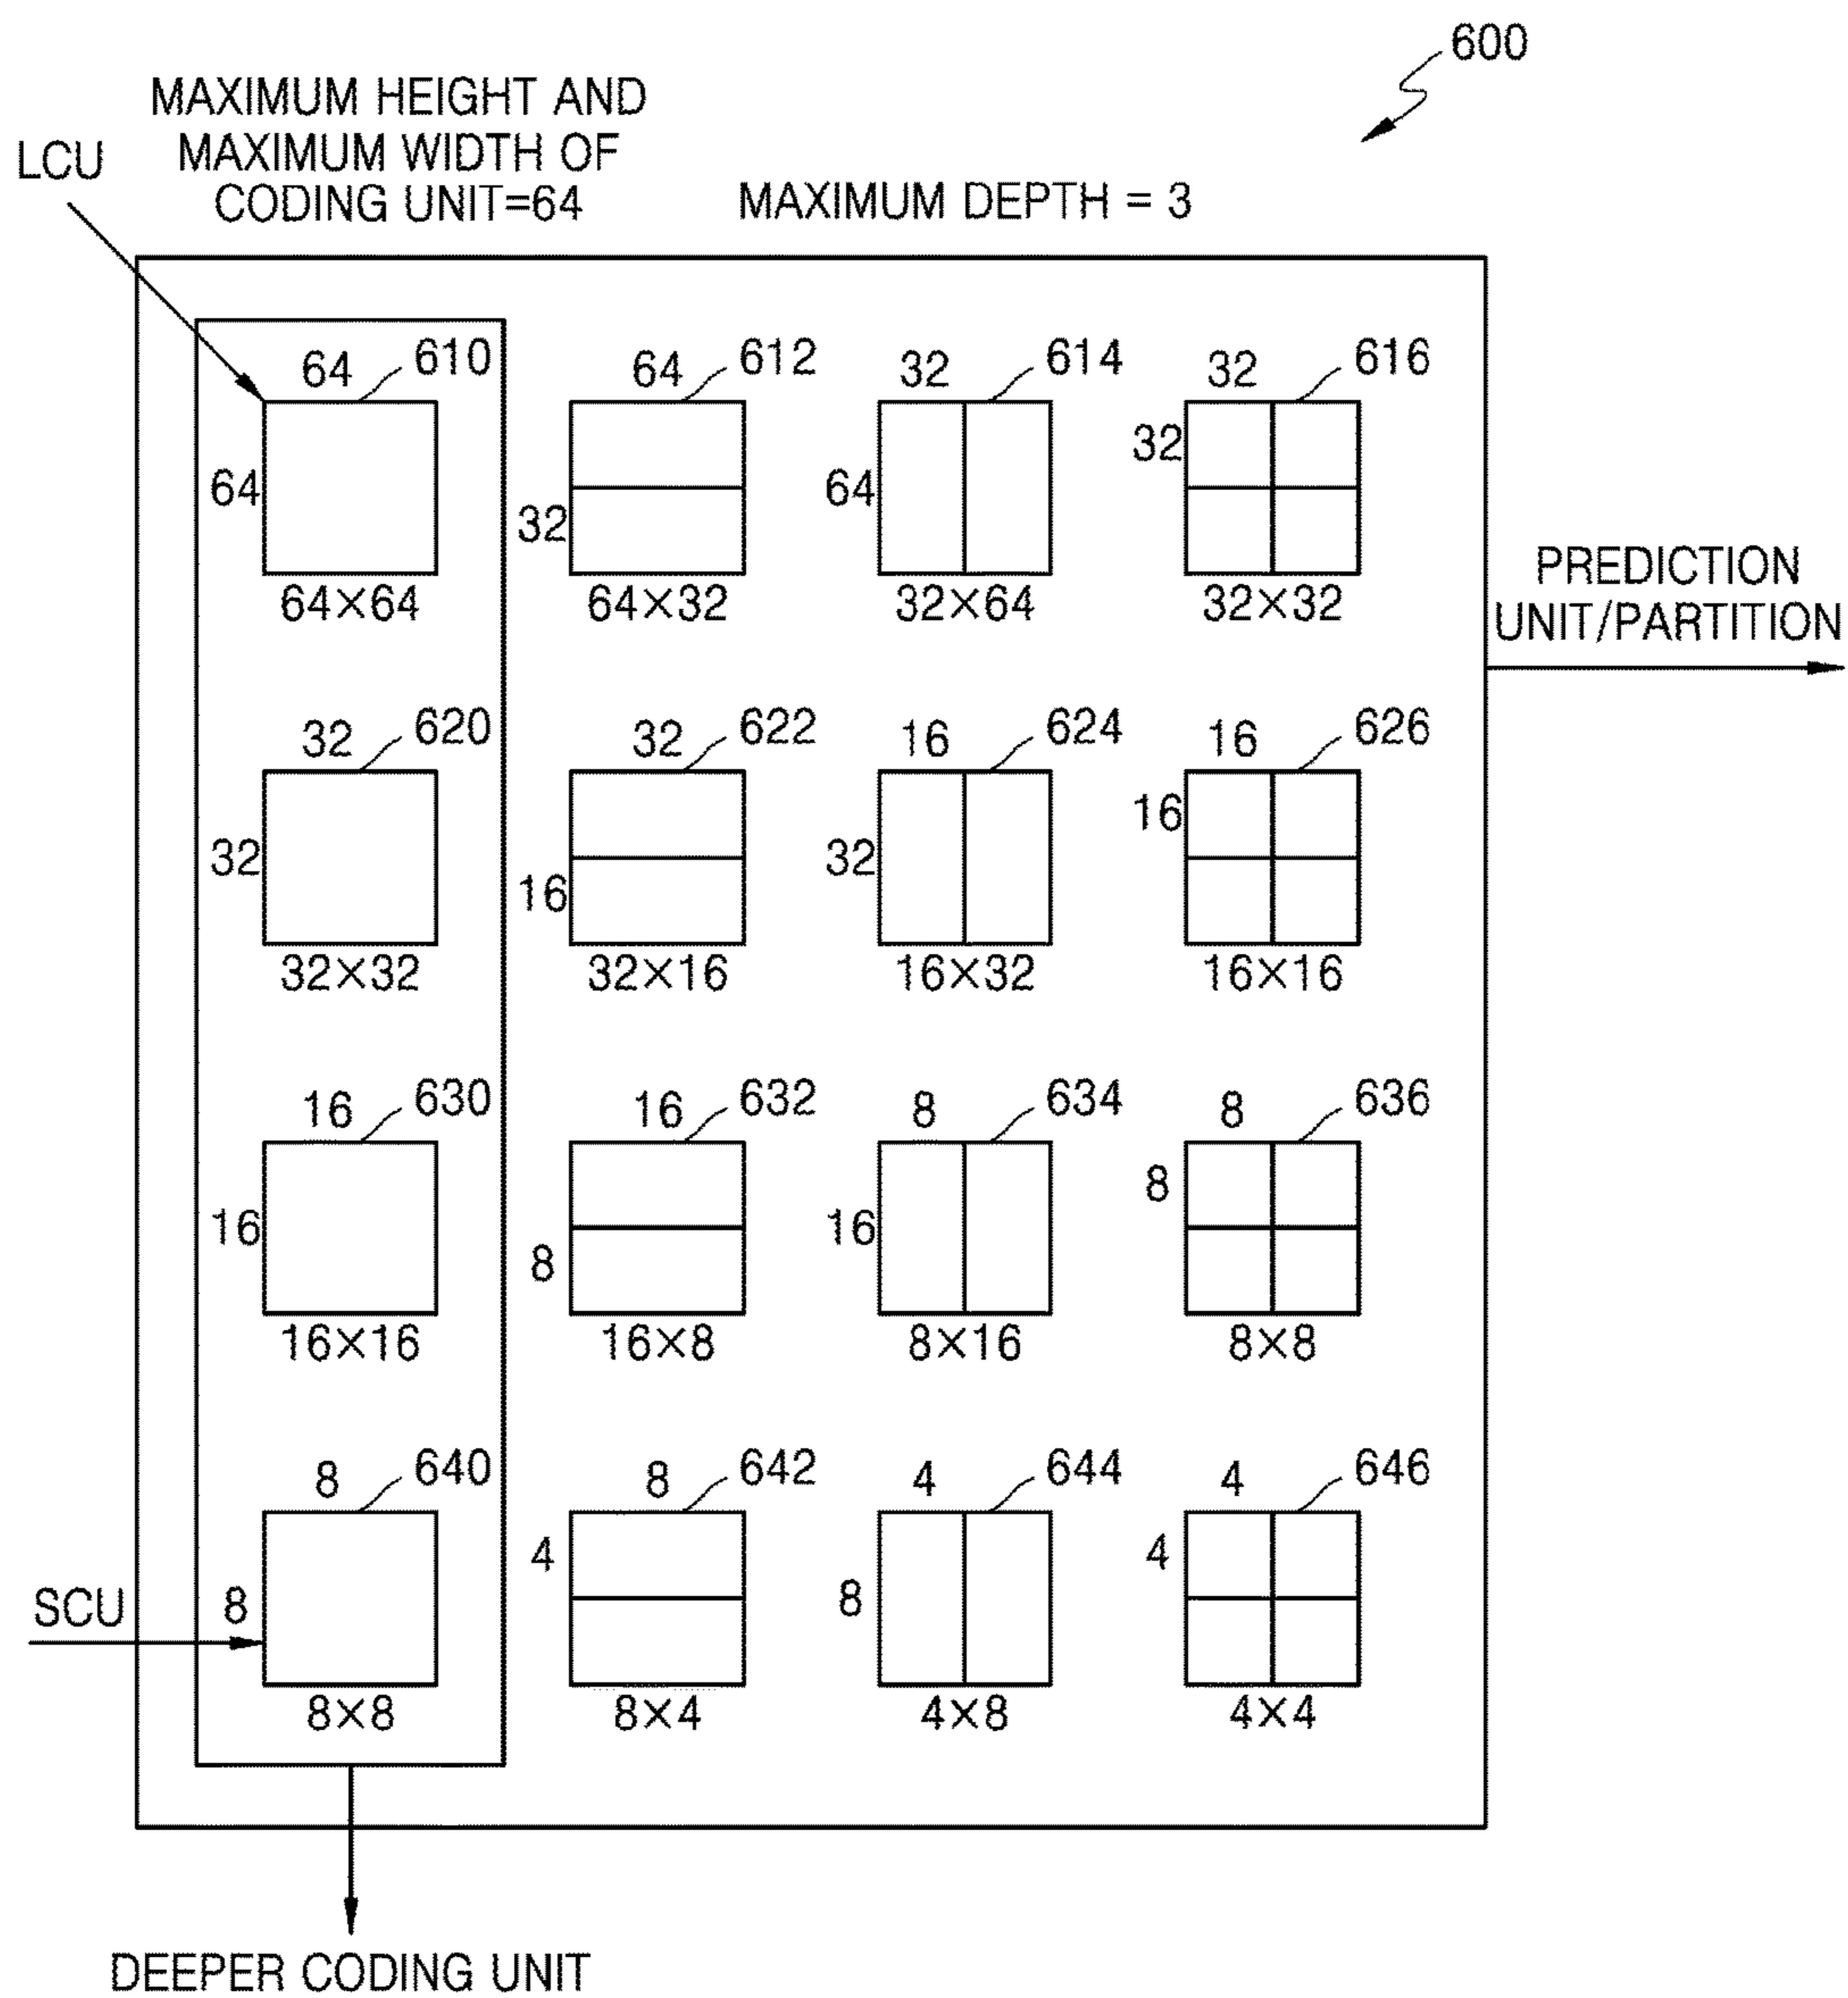 600
MAXIMUM HEIGHT AND
MAXIMUM WIDTH OF
CODING UNIT=64
LCU
MAXIMUM DEPTH = 3
64 610 64 612 32 614 32 616
64 32 64 32
64×64 64×32 32×64 32×32
PREDICTION
UNIT/PARTITION
32 620 32 622 16 624 16 626
32 16 32 16
32×32 32×16 16×32 16×16
16 630 16 632 8 634 8 636
16 8 16 8
16×16 16×8 8×16 8×8
8 640 8 642 4 644 4 646
SCU 8 4 8 4
8×8 8×4 4×8 4×4
DEEPER CODING UNIT